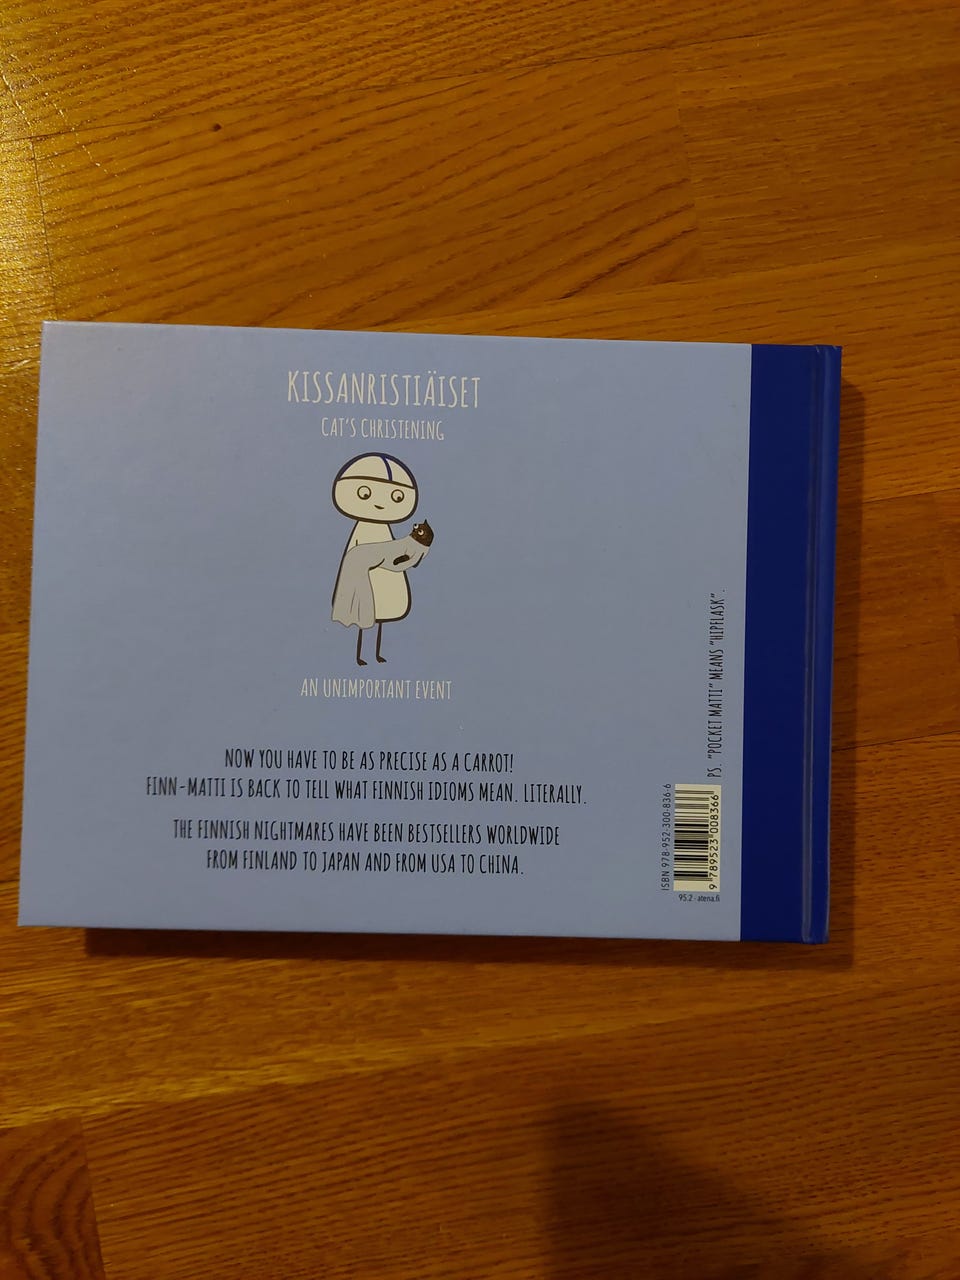 KISSANRISTIÄISET
CAT'S CHRISTENING
AN UNIMPORTANT EVENT
NOW YOU HAVE TO BE AS PRECISE AS A CARROT!
FINN-MATTI IS BACK TO TELL WHAT FINNISH IDIOMS MEAN. LITERALLY.
THE FINNISH NIGHTMARES HAVE BEEN BESTSELLERS WORLDWIDE
FROM FINLAND TO JAPAN AND FROM USA TO CHINA.
PS. "POCKET MATTI" MEANS "HIPFLASK".
ISBN 978-952-300-836-6
9 789523 008366
95.2 · atena.fi